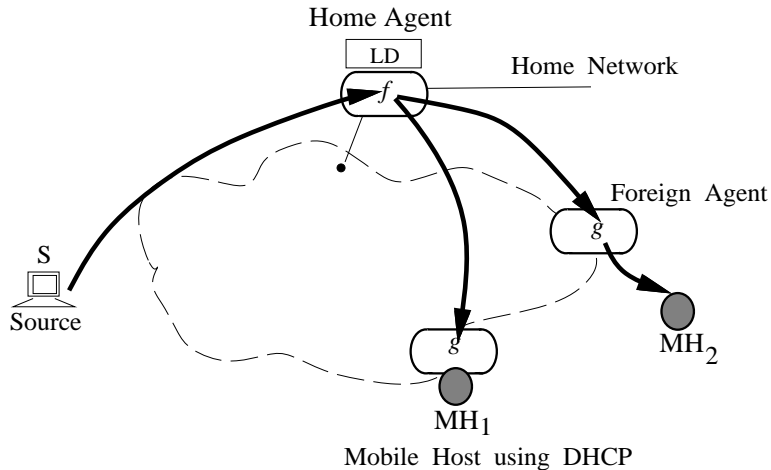 Home Agent
LD
Home Network
f
Foreign Agent
g
S
Source
g
MH2
MH1
Mobile Host using DHCP